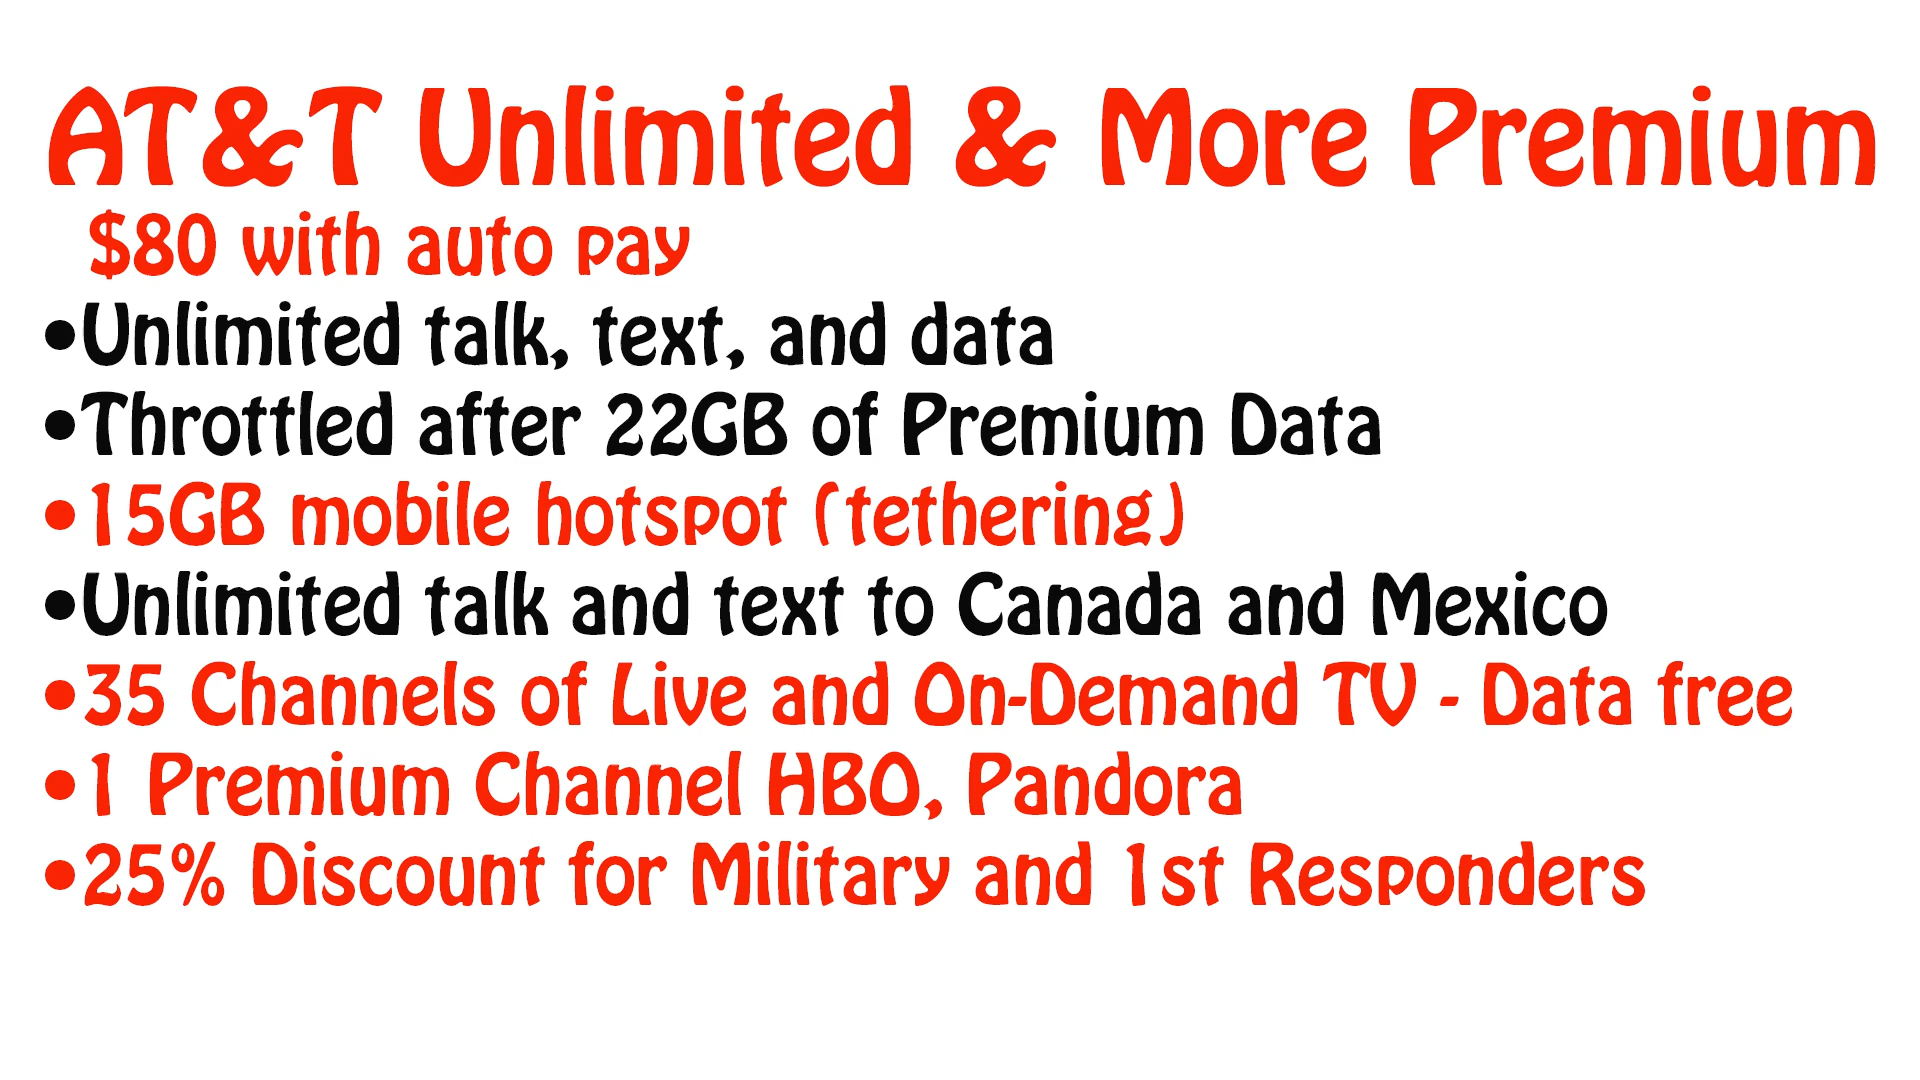 AT&T Unlimited & More Premium
$80 with auto pay
•Unlimited talk, text, and data
•Throttled after 22GB of Premium Data
•15GB mobile hotspot (tethering)
•Unlimited talk and text to Canada and Mexico
•35 Channels of Live and On-Demand TV - Data free
•1 Premium Channel HBO, Pandora
•25% Discount for Military and 1st Responders